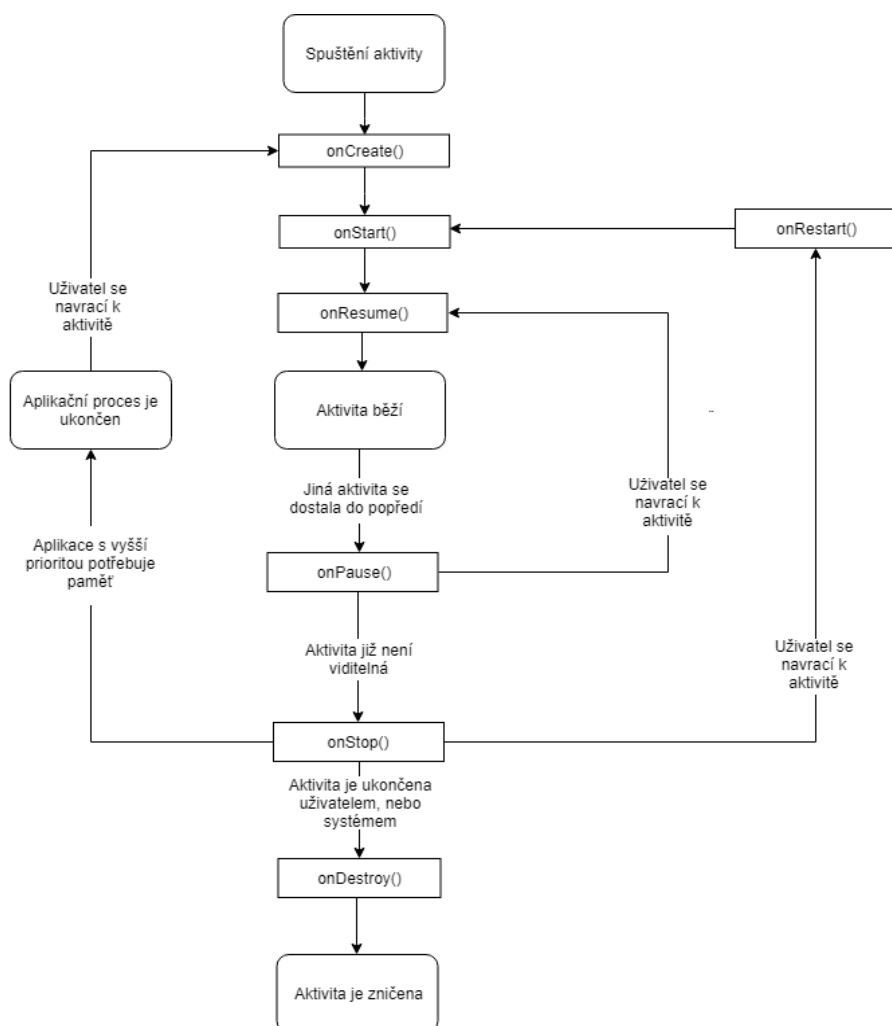 Spuštění aktivity
onCreate()
onStart()
onRestart()
Uživatel se
navrací k
aktivitě
onResume()
Aplikační proces je
ukončen
Aktivita běží
..
Jiná aktivita se
dostala do popředí
Uživatel se
navrací k
aktivitě
Aplikace s vyšší
prioritou potřebuje
paměť
onPause()
Aktivita již není
viditelná
Uživatel se
navrací k
aktivitě
onStop()
Aktivita je ukončena
uživatelem, nebo
systémem
onDestroy()
Aktivita je zničena